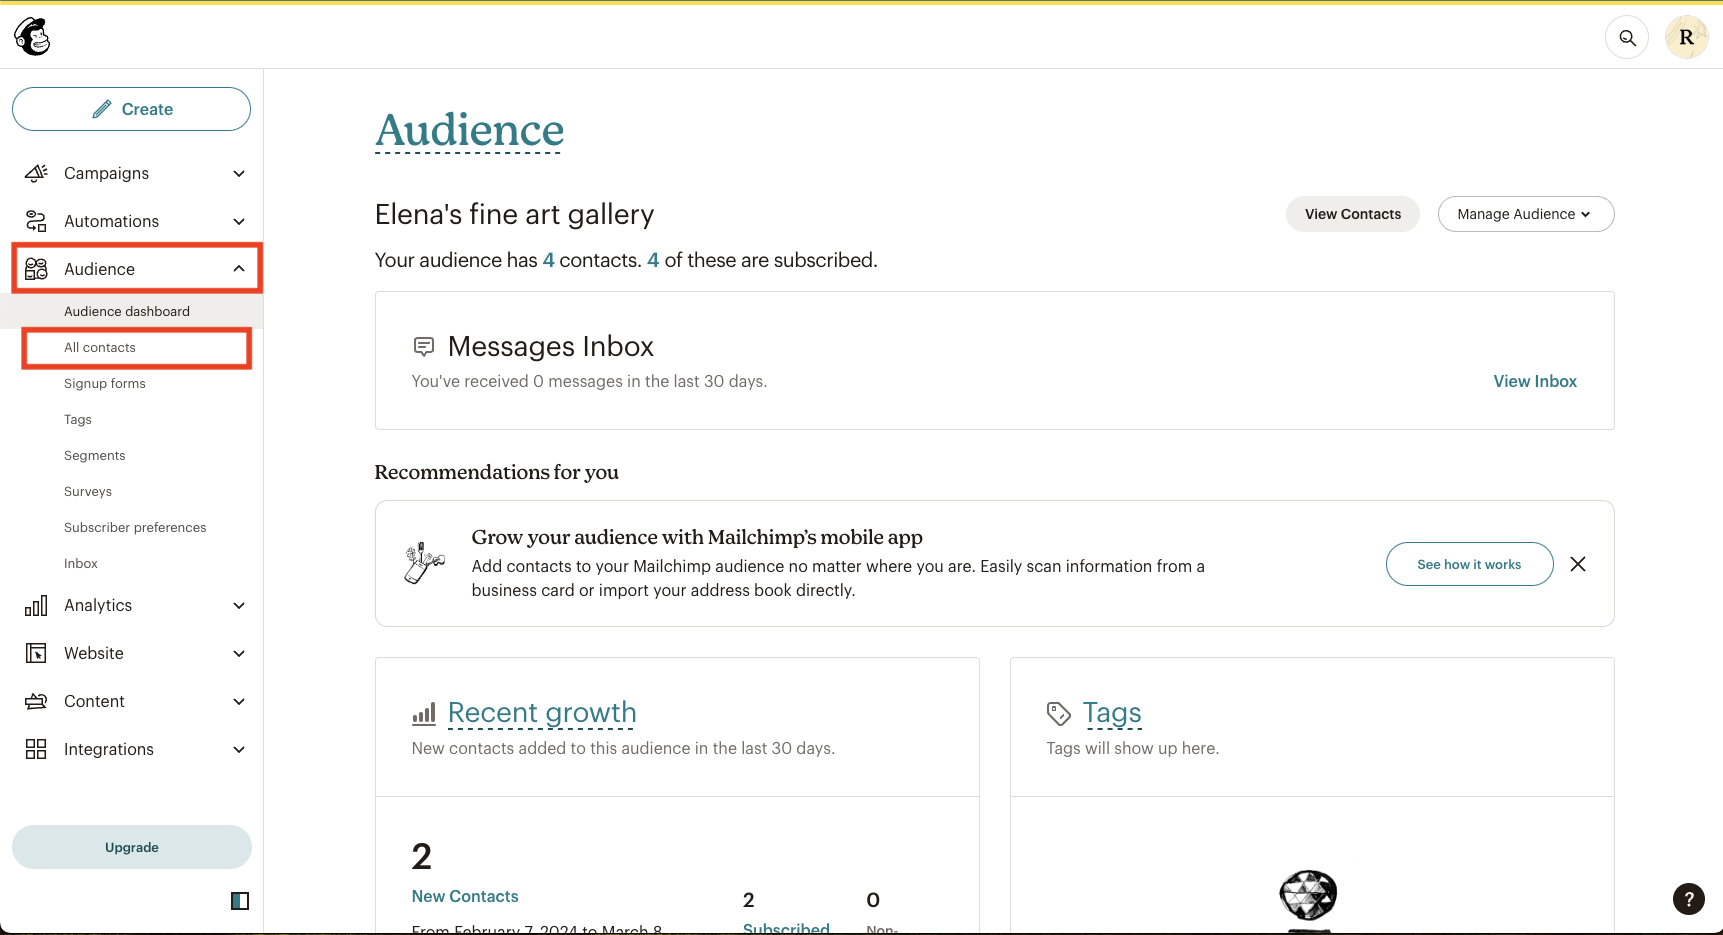 R
Create
Campaigns
Automations
Audience
Audience dashboard
All contacts
Signup forms
Tags
Segments
Surveys
Subscriber preferences
Inbox
Analytics
Website
Content
Integrations
Upgrade
Audience
Elena's fine art gallery
View Contacts
Manage Audience
Your audience has 4 contacts. 4 of these are subscribed.
Messages Inbox
You've received 0 messages in the last 30 days.
View Inbox
Recommendations for you
Grow your audience with Mailchimp’s mobile app
Add contacts to your Mailchimp audience no matter where you are. Easily scan information from a
business card or import your address book directly.
See how it works
Recent growth
New contacts added to this audience in the last 30 days.
2
New Contacts
From February 7, 2024 to March 8
2
Subscribed
0
Non-
Tags
Tags will show up here.
?